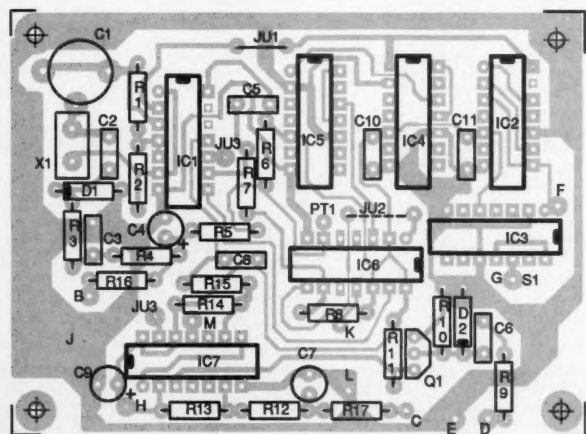 C1
JU1
R1
C5
C10
C11
IC1
IC5
IC4
IC2
X1
C2
R2
JU3
R6
R7
D1
F
PT1
JU2
R3
C3
C4
+
R5
IC3
R4
C8
IC6
G
S1
B
R16
R15
R14
JU3
M
R8
K
R10
D2
C6
J
IC7
R11
Q1
C9
+
C7
L
R9
H
R13
R12
R17
C
E
D